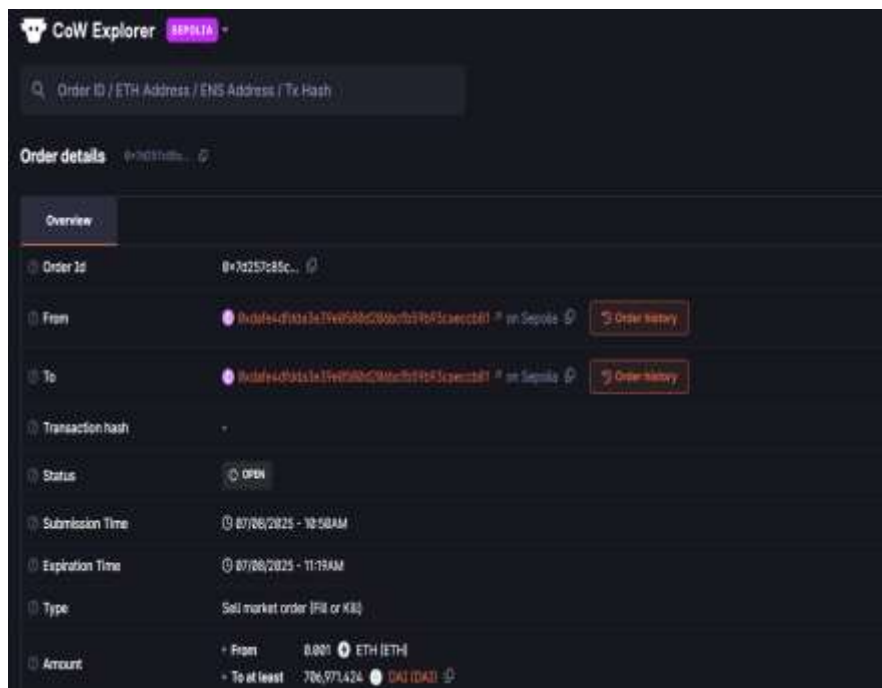 CoW Explorer SEPOLIA
Order ID / ETH Address / ENS Address / Tx Hash
Order details
Overview
Order Id 0x7d257c85c...
From on Sepolia Order history
To on Sepolia Order history
Transaction hash -
Status OPEN
Submission Time 07/08/2025 - 10:50AM
Expiration Time 07/08/2025 - 11:19AM
Type Sell market order (Fill or Kill)
Amount
• From 0.001 ETH (ETH)
• To at least 706,971.424 DAI (DAI)